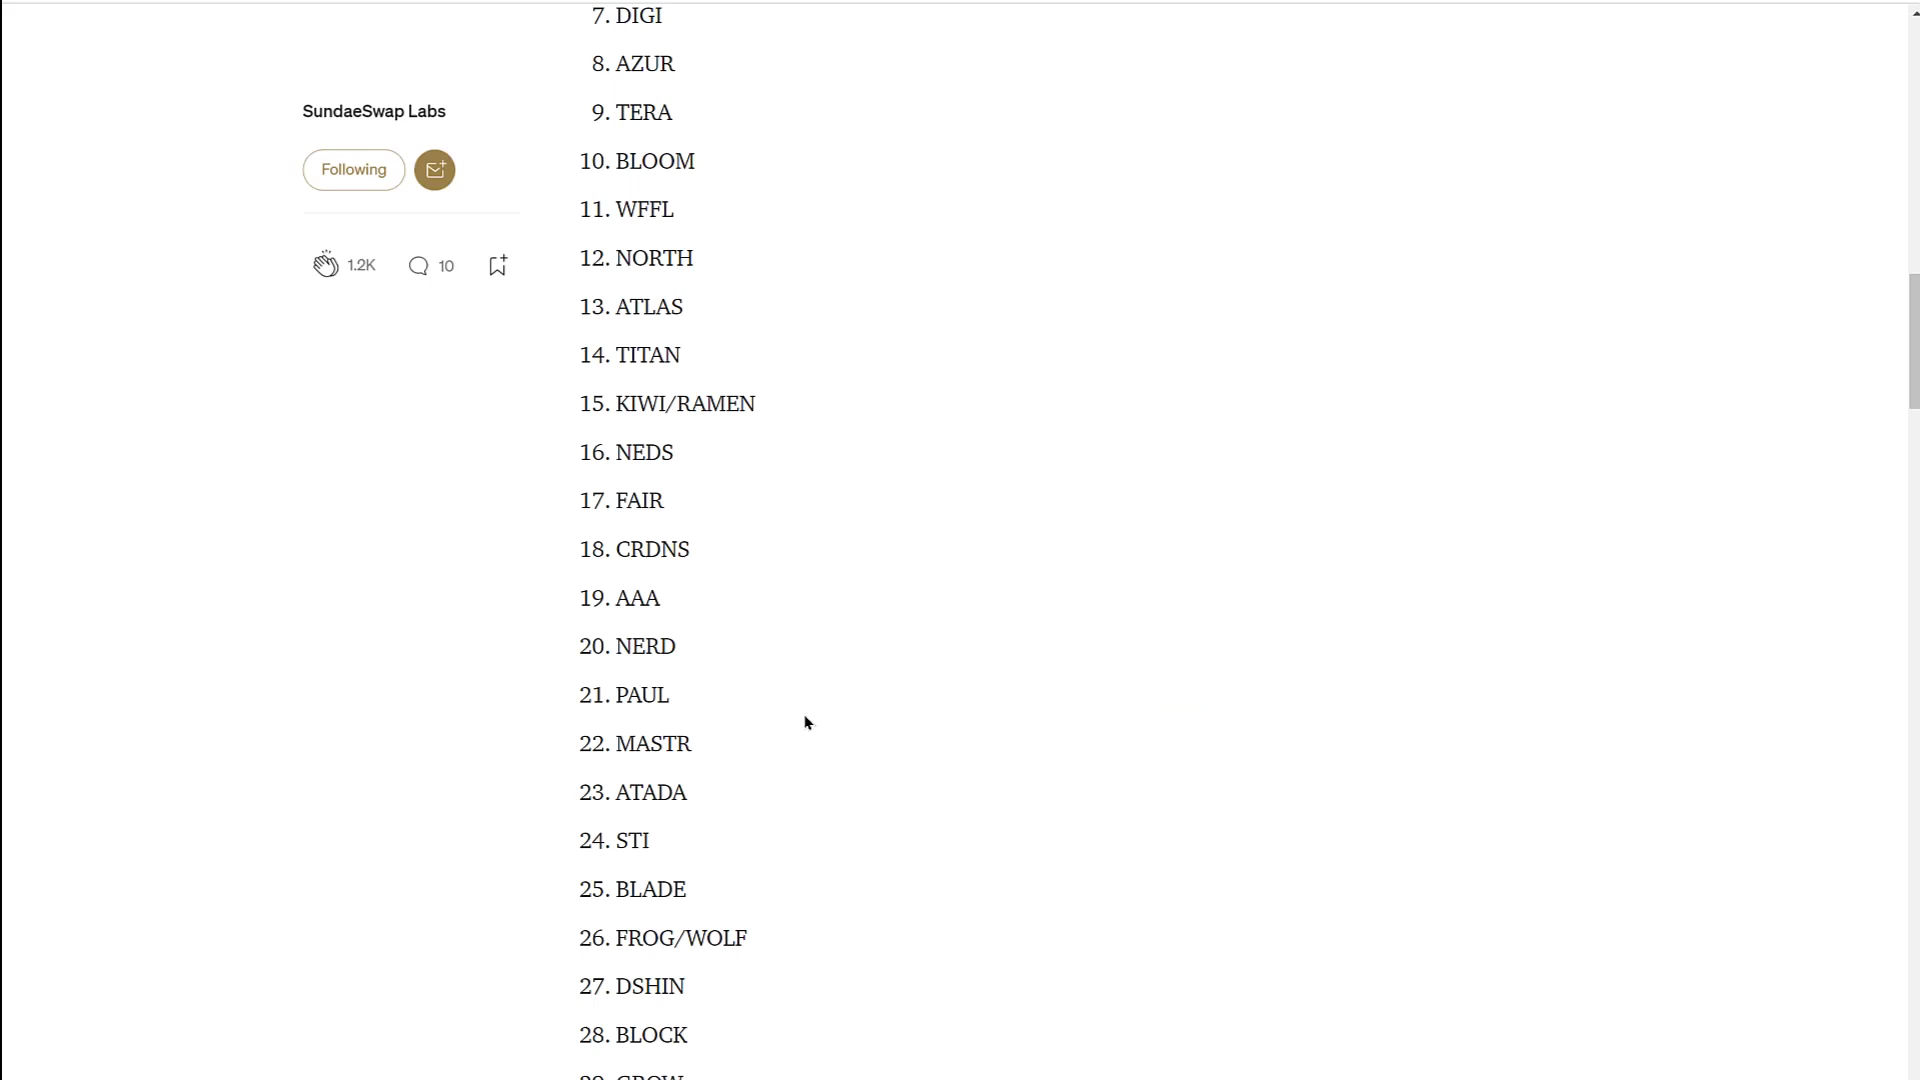 SundaeSwap Labs
Following
1.2K
10
7. DIGI
8. AZUR
9. TERA
10. BLOOM
11. WFFL
12. NORTH
13. ATLAS
14. TITAN
15. KIWI/RAMEN
16. NEDS
17. FAIR
18. CRDNS
19. AAA
20. NERD
21. PAUL
22. MASTR
23. ATADA
24. STI
25. BLADE
26. FROG/WOLF
27. DSHIN
28. BLOCK